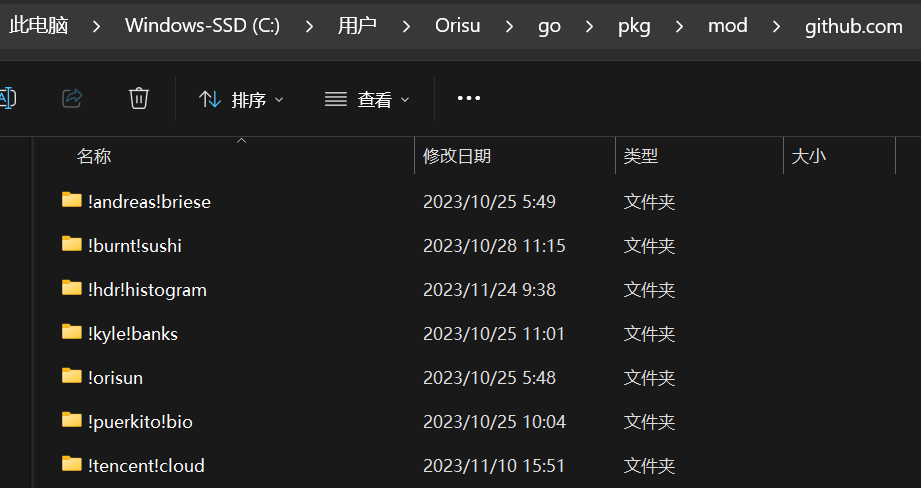 此电脑 > Windows-SSD (C:) > 用户 > Orisu > go > pkg > mod > github.com
排序 查看 •••
名称 修改日期 类型 大小
!andreas!briese 2023/10/25 5:49 文件夹
!burnt!sushi 2023/10/28 11:15 文件夹
!hdr!histogram 2023/11/24 9:38 文件夹
!kyle!banks 2023/10/25 11:01 文件夹
!orisun 2023/10/25 5:48 文件夹
!puerkito!bio 2023/10/25 10:04 文件夹
!tencent!cloud 2023/11/10 15:51 文件夹